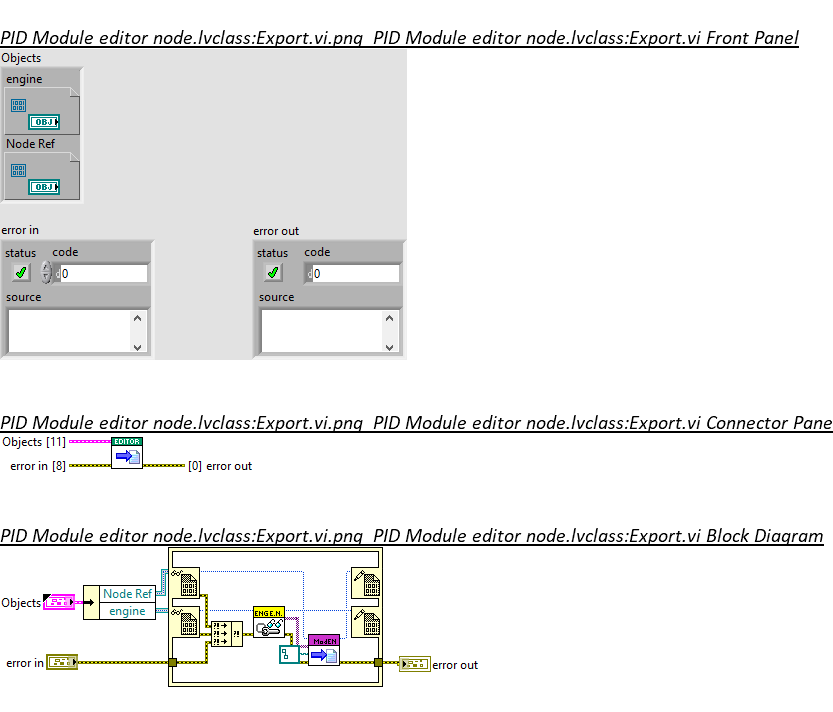 PID Module editor node.lvclass:Export.vi.png PID Module editor node.lvclass:Export.vi Front Panel
Objects
engine
OBJ
Node Ref
OBJ
error in
error out
status code
status code
d 0
d 0
source
source
PID Module editor node.lvclass:Export.vi.png PID Module editor node.lvclass:Export.vi Connector Pane
Objects [11]
EDITOR
error in [8]
[0] error out
PID Module editor node.lvclass:Export.vi.png PID Module editor node.lvclass:Export.vi Block Diagram
Objects
Node Ref
engine
ENGE.N.
ModEN
error in
error out